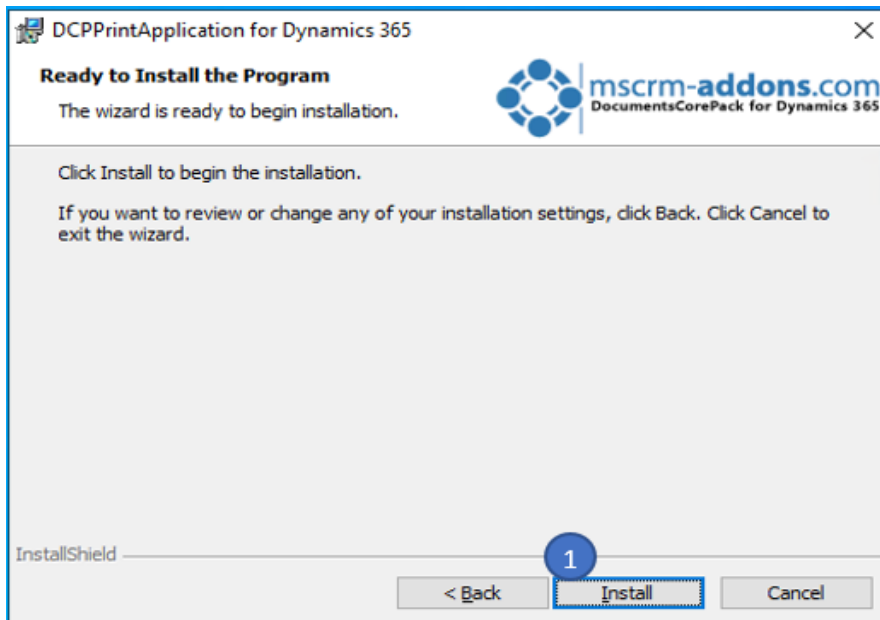 DCPPrintApplication for Dynamics 365
Ready to Install the Program
The wizard is ready to begin installation.
mscrm-addons.com
DocumentsCorePack for Dynamics 365
Click Install to begin the installation.
If you want to review or change any of your installation settings, click Back. Click Cancel to
exit the wizard.
InstallShield
1
< Back
Install
Cancel